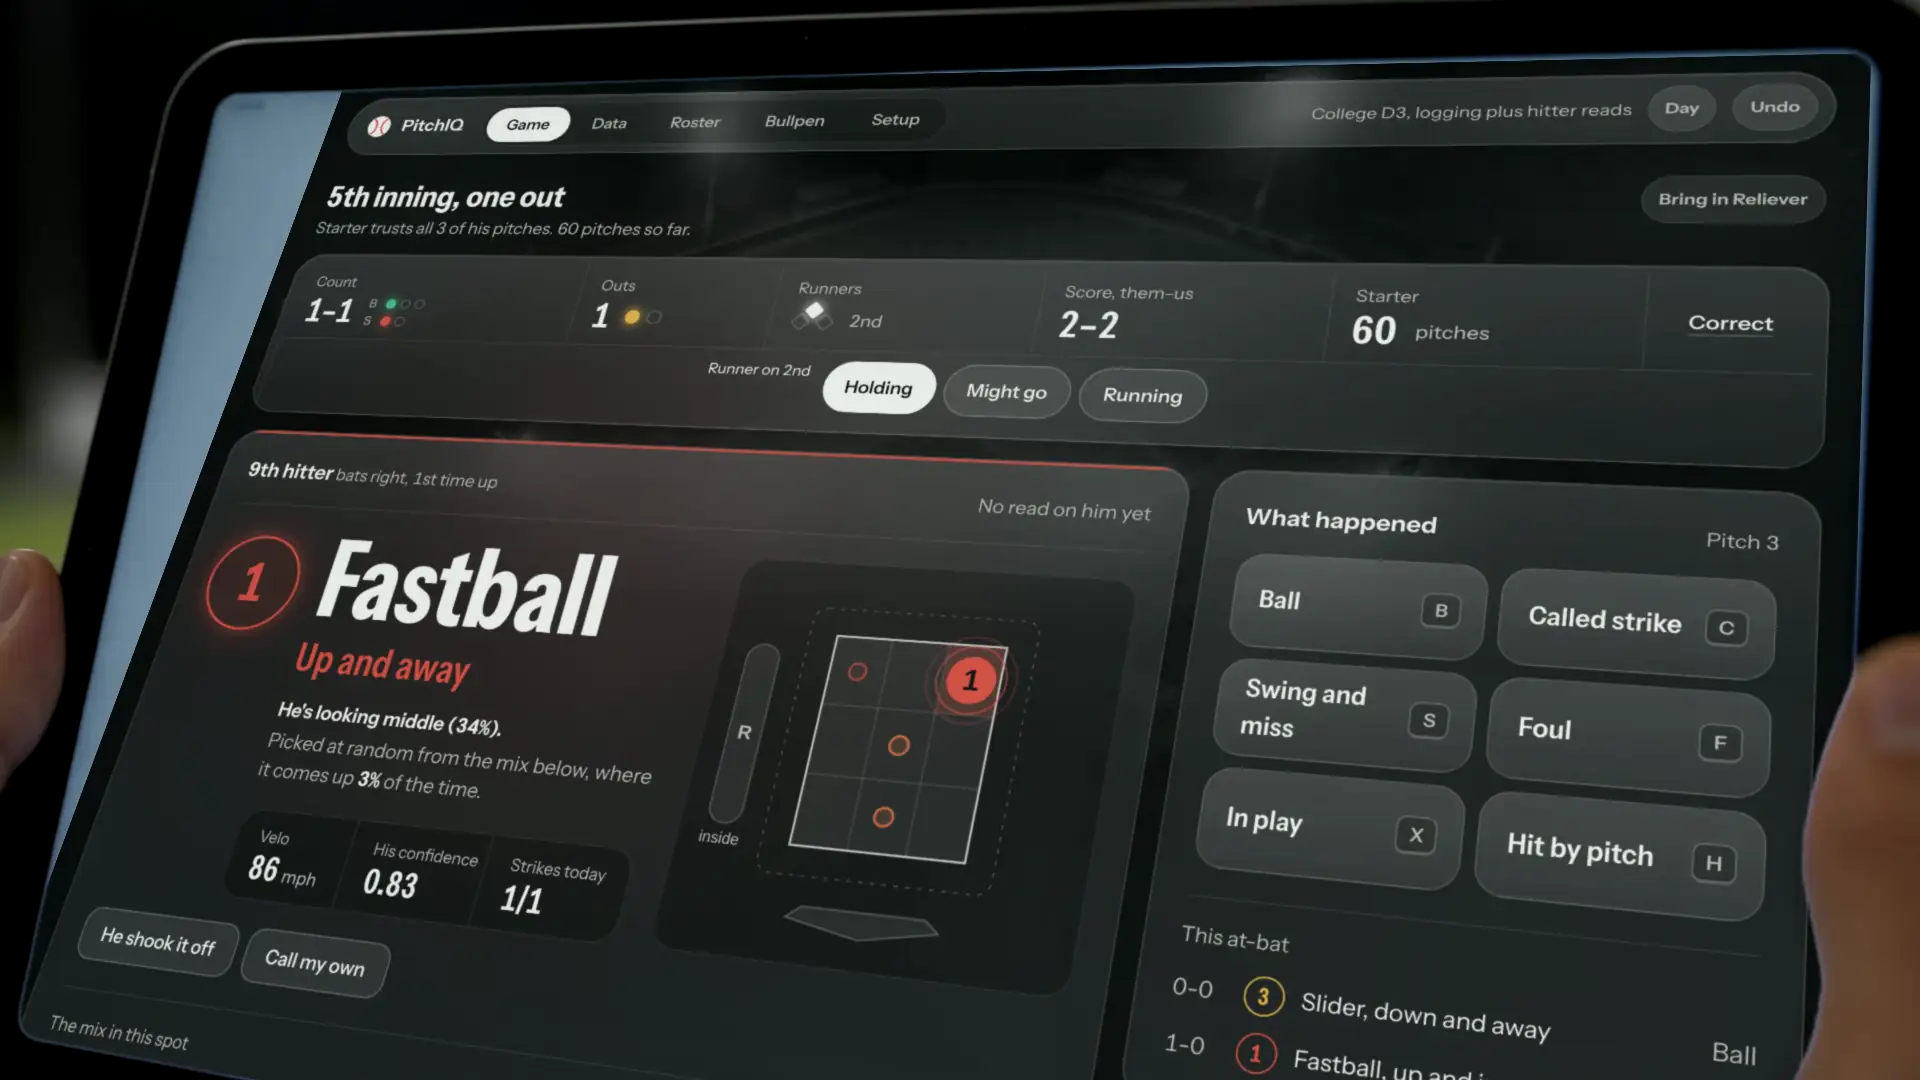 PitchIQ
Game
Data
Roster
Bullpen
Setup
College D3, logging plus hitter reads
Day
Undo
5th inning, one out
Starter trusts all 3 of his pitches. 60 pitches so far.
Bring in Reliever
Count
1-1
B
S
Outs
1
Runners
2nd
Score, them-us
2-2
Starter
60 pitches
Correct
Runner on 2nd
Holding
Might go
Running
9th hitter bats right, 1st time up
No read on him yet
1
Fastball
Up and away
He's looking middle (34%).
Picked at random from the mix below, where
it comes up 3% of the time.
Velo
86 mph
His confidence
0.83
Strikes today
1/1
He shook it off
Call my own
The mix in this spot
R
inside
1
What happened
Pitch 3
Ball
B
Called strike
C
Swing and
miss
S
Foul
F
In play
X
Hit by pitch
H
This at-bat
0-0
3
Slider, down and away
Ball
1-0
1
Fastball, up and